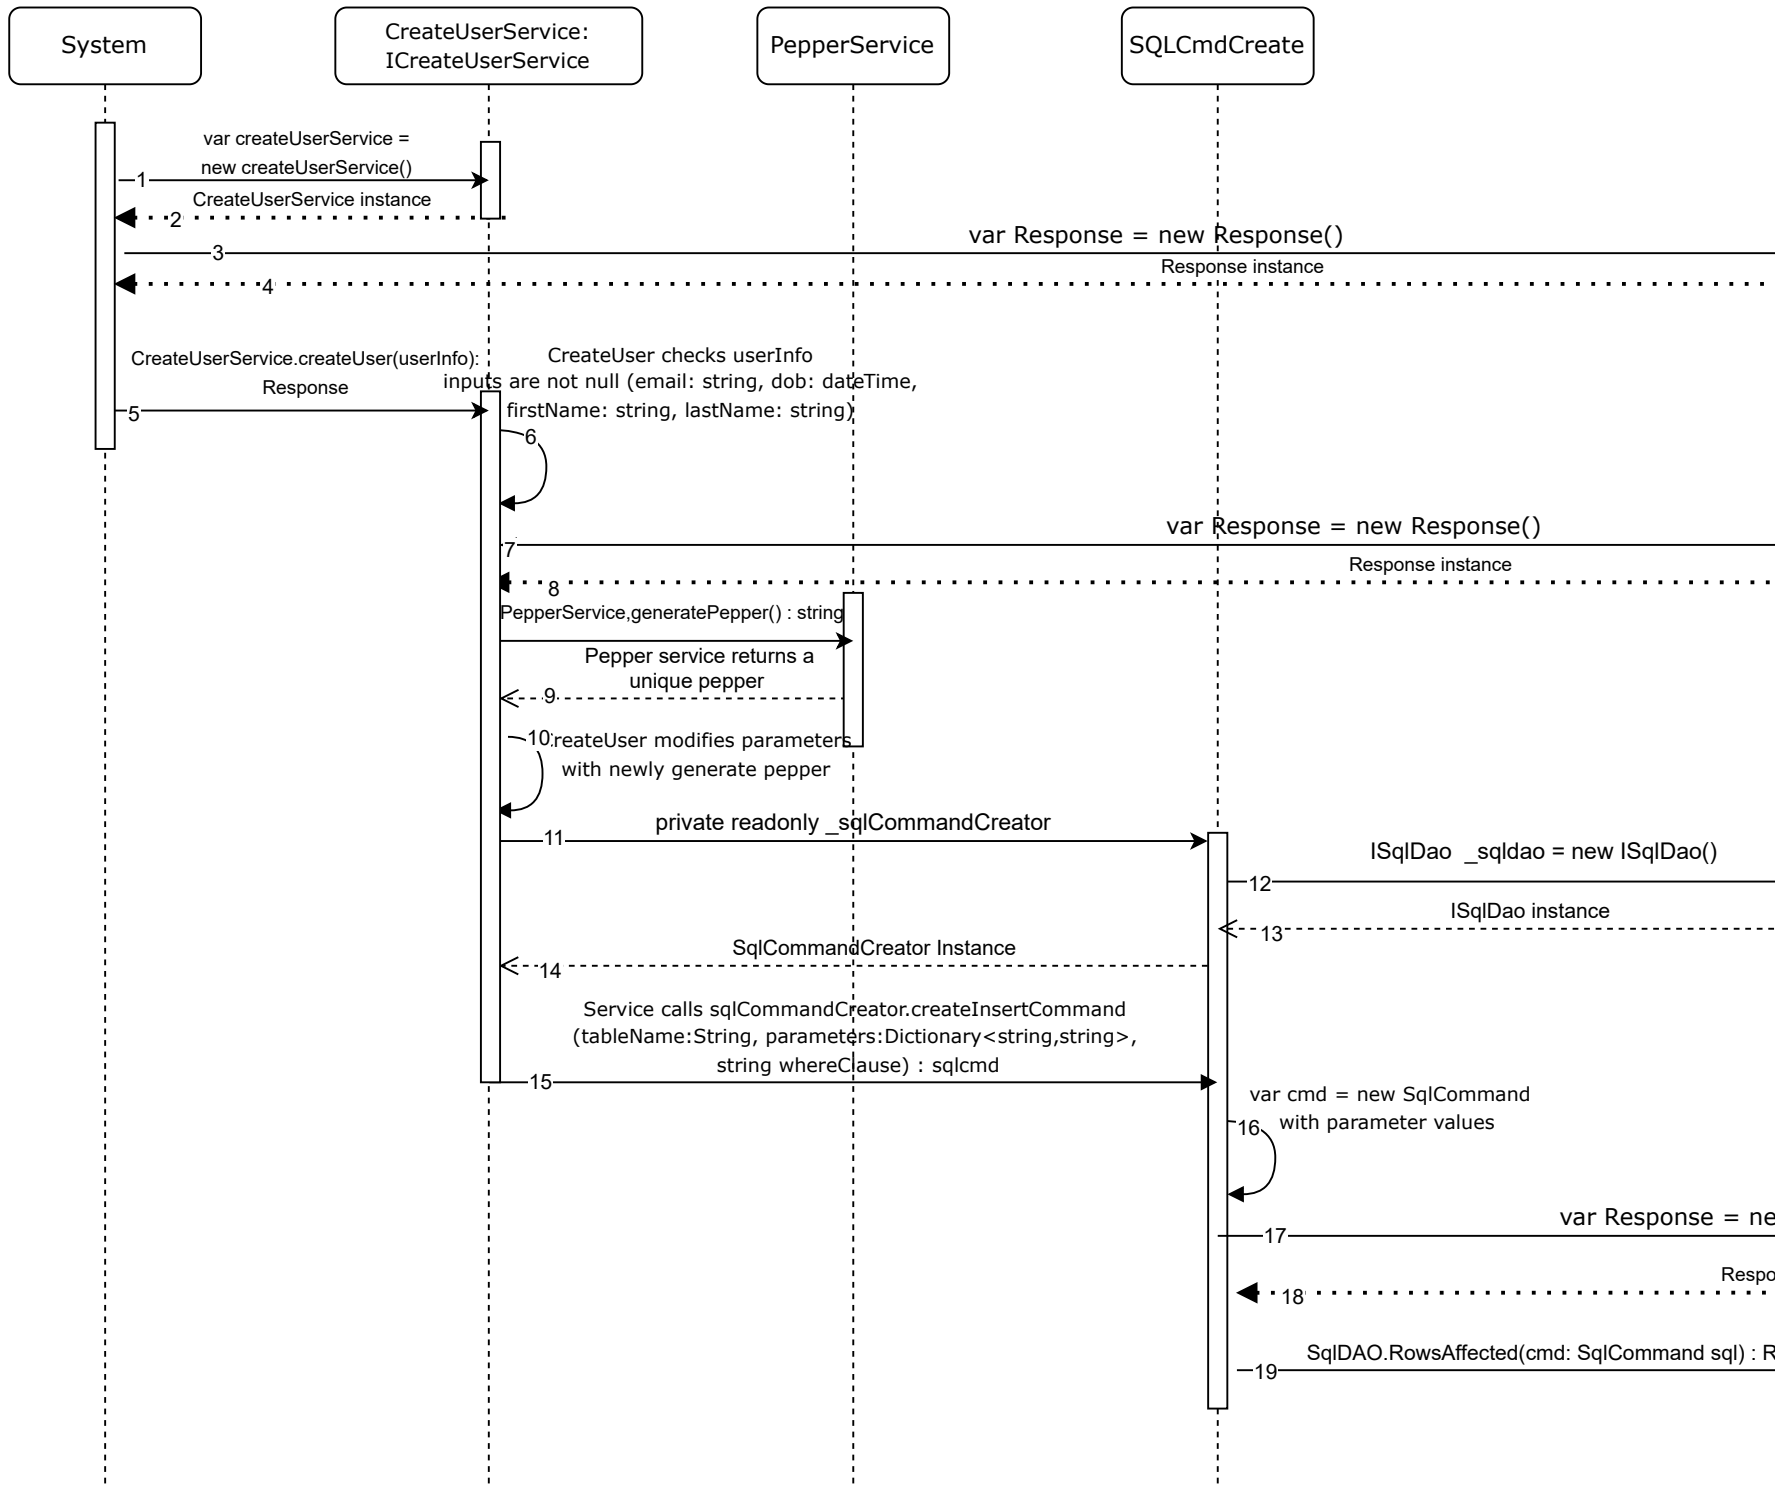 System
CreateUserService:
ICreateUserService
PepperService
SQLCmdCreate
var createUserService =
new createUserService()
1
CreateUserService instance
2
var Response = new Response()
3
Response instance
4
CreateUserService.createUser(userInfo):
Response
5
CreateUser checks userInfo
inputs are not null (email: string, dob: dateTime,
firstName: string, lastName: string)
6
var Response = new Response()
7
Response instance
8
PepperService,generatePepper() : string
Pepper service returns a
unique pepper
9
10
reateUser modifies parameters
with newly generate pepper
private readonly _sqlCommandCreator
11
ISqlDao _sqldao = new ISqlDao()
12
ISqlDao instance
13
SqlCommandCreator Instance
14
Service calls sqlCommandCreator.createInsertCommand
(tableName:String, parameters:Dictionary<string,string>,
string whereClause) : sqlcmd
15
var cmd = new SqlCommand
with parameter values
16
var Response = ne
17
Respo
18
SqlDAO.RowsAffected(cmd: SqlCommand sql) : R
19